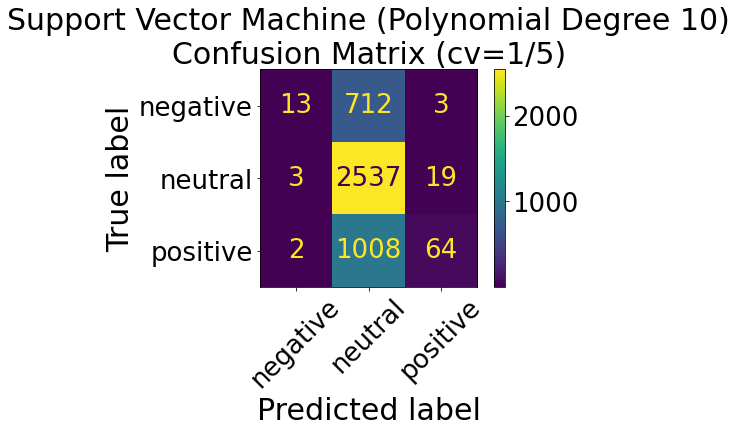 Support Vector Machine (Polynomial Degree 10)
Confusion Matrix (cv=1/5)
True label
negative 13 712 3
neutral 3 2537 19
positive 2 1008 64
2000
1000
negative neutral positive
Predicted label